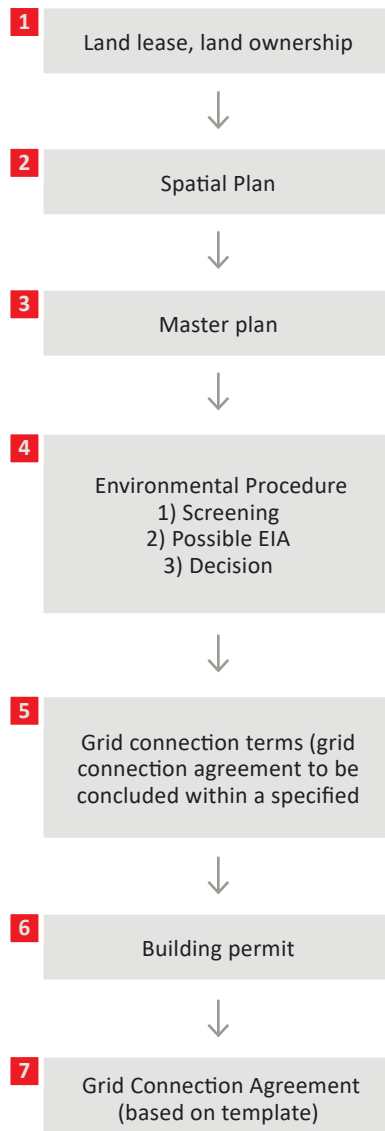 1
Land lease, land ownership
2
Spatial Plan
3
Master plan
4
Environmental Procedure
1) Screening
2) Possible EIA
3) Decision
5
Grid connection terms (grid
connection agreement to be
concluded within a specified
6
Building permit
7
Grid Connection Agreement
(based on template)